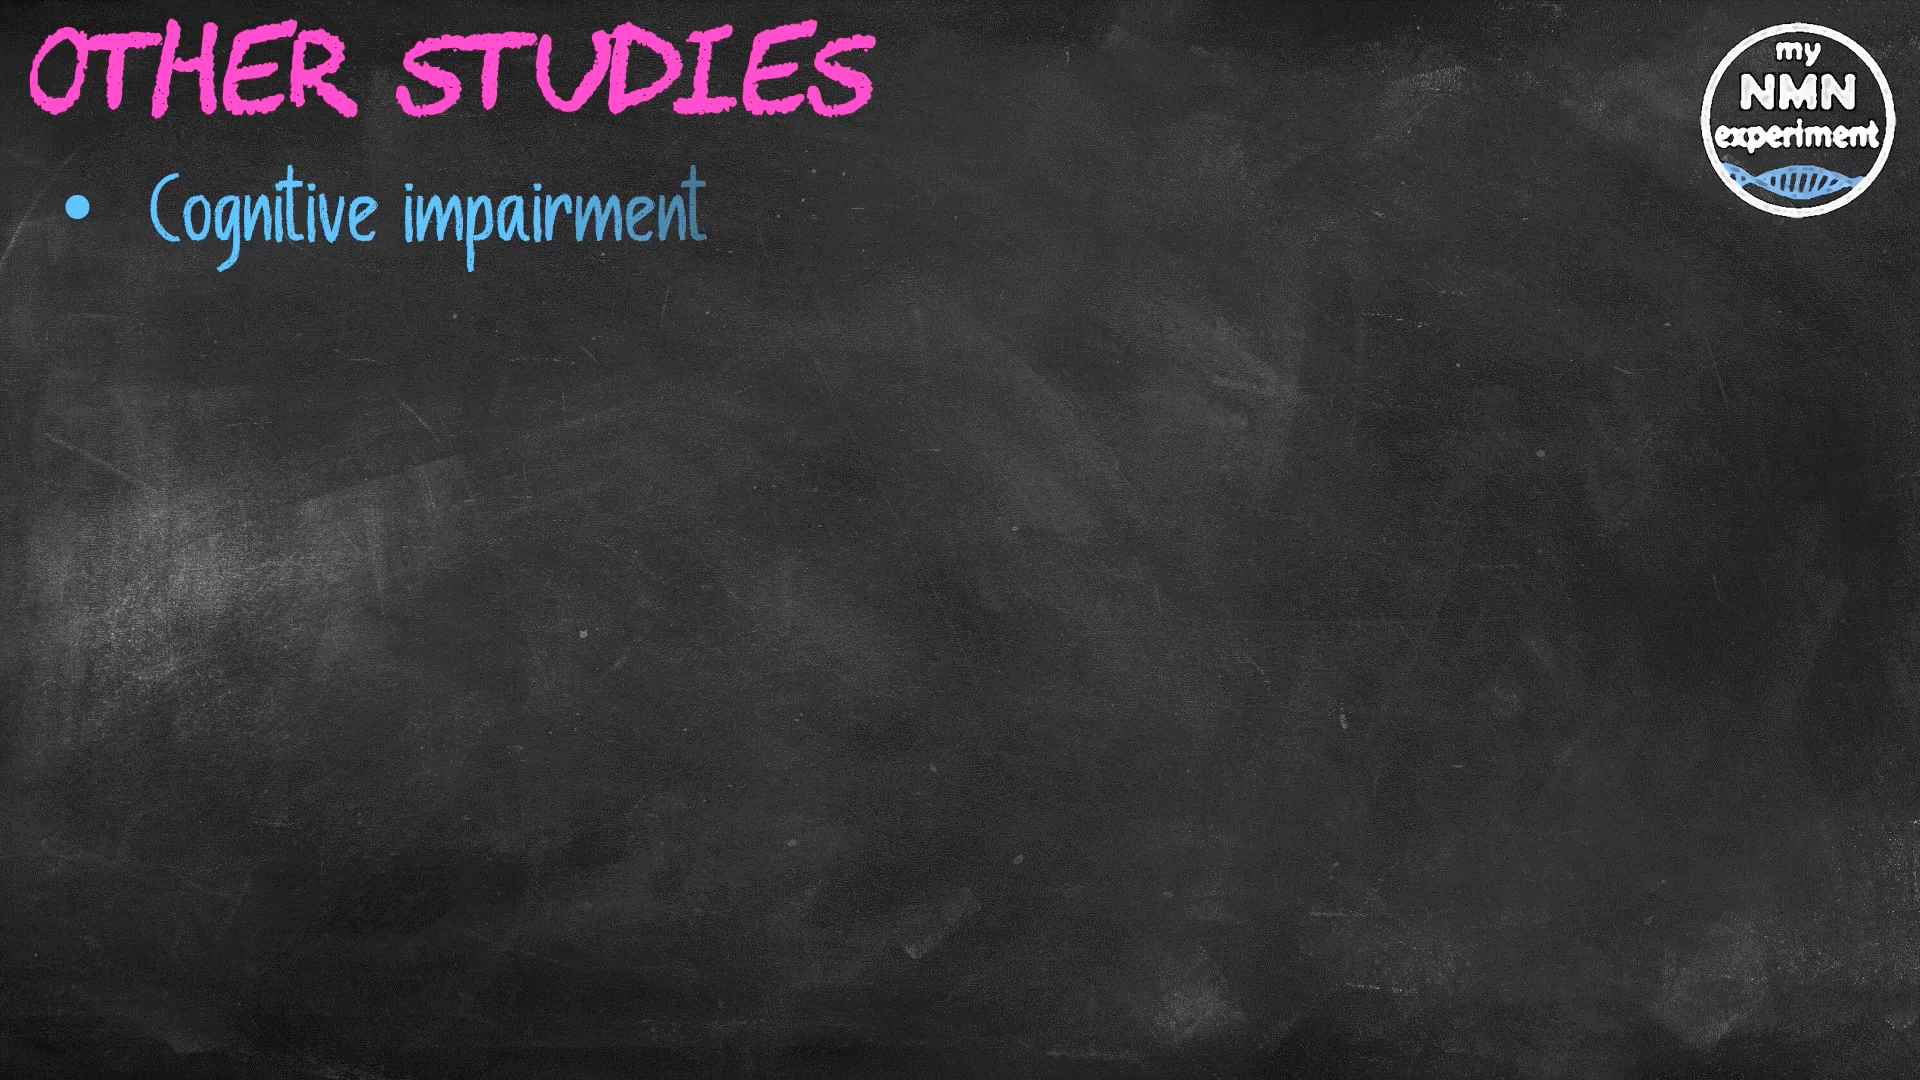 OTHER STUDIES
my
NMN
experiment
• Cognitive impairment